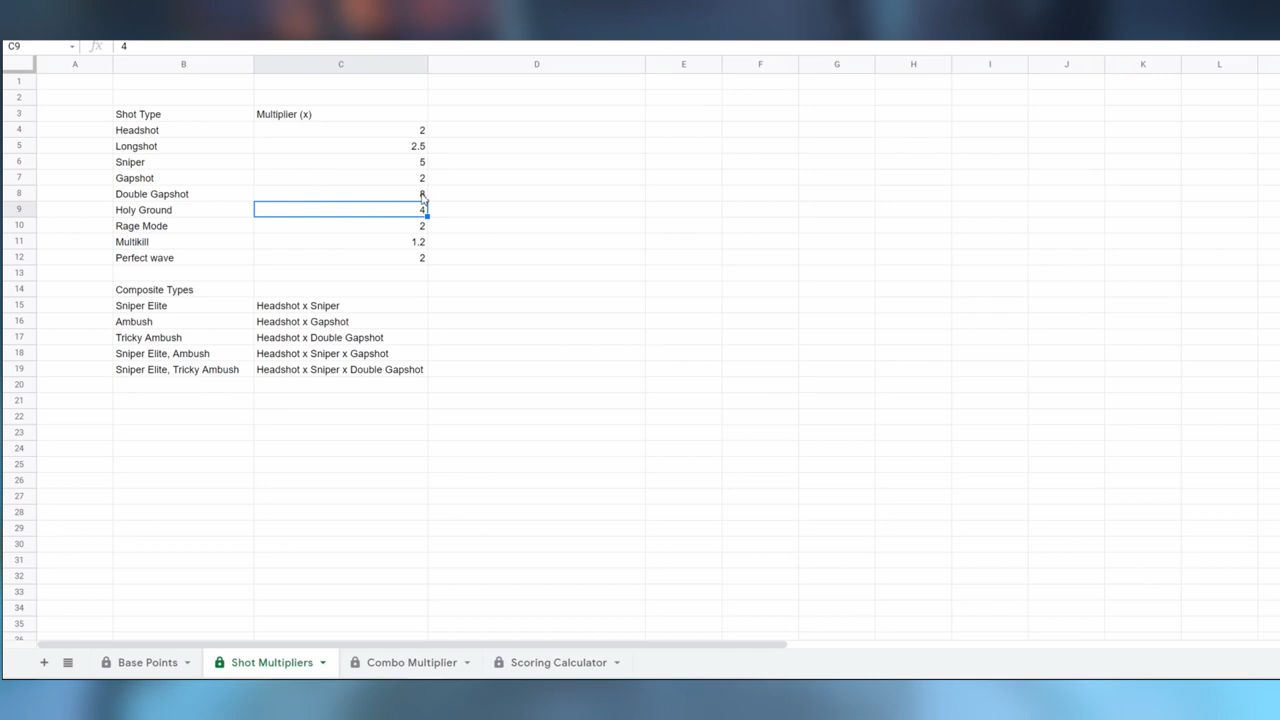 C9 fx 4
A B C D E F G H I J K L
1
2
3 Shot Type Multiplier (x)
4 Headshot 2
5 Longshot 2.5
6 Sniper 5
7 Gapshot 2
8 Double Gapshot
9 Holy Ground 4
10 Rage Mode 2
11 Multikill 1.2
12 Perfect wave 2
13
14 Composite Types
15 Sniper Elite Headshot x Sniper
16 Ambush Headshot x Gapshot
17 Tricky Ambush Headshot x Double Gapshot
18 Sniper Elite, Ambush Headshot x Sniper x Gapshot
19 Sniper Elite, Tricky Ambush Headshot x Sniper x Double Gapshot
20
21
22
23
24
25
26
27
28
29
30
31
32
33
34
35
36
+ Base Points Shot Multipliers Combo Multiplier Scoring Calculator